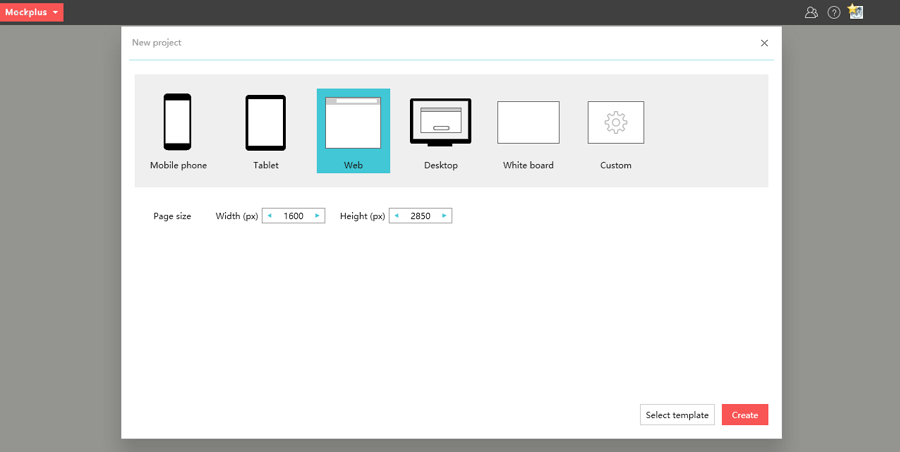 Mockplus
New project
Mobile phone Tablet Web Desktop White board Custom
Page size Width (px) 1600 Height (px) 2850
Select template Create